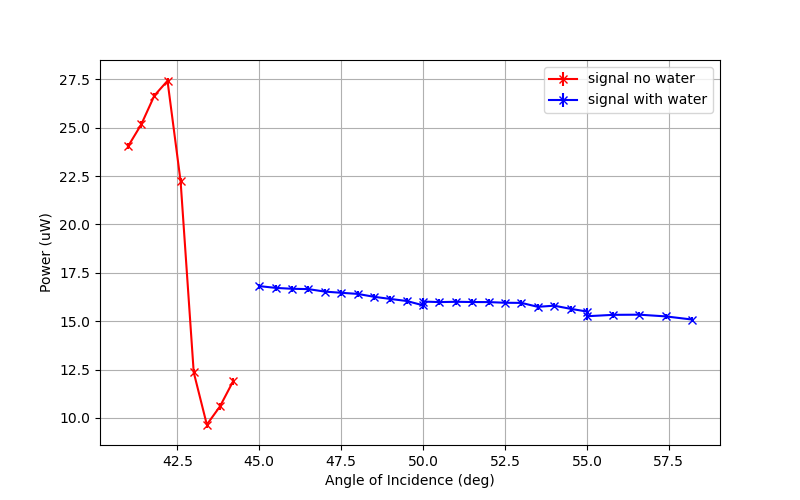 signal no water
signal with water
27.5
25.0
22.5
20.0
17.5
15.0
12.5
10.0
Power (uW)
42.5 45.0 47.5 50.0 52.5 55.0 57.5
Angle of Incidence (deg)